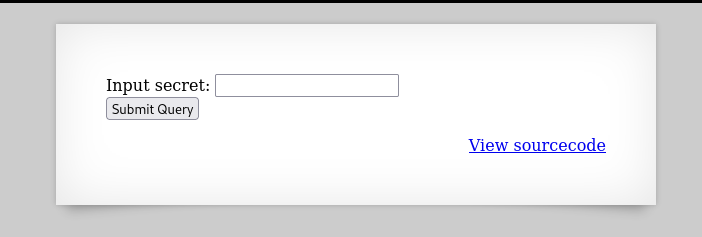 Input secret:
Submit Query
View sourcecode